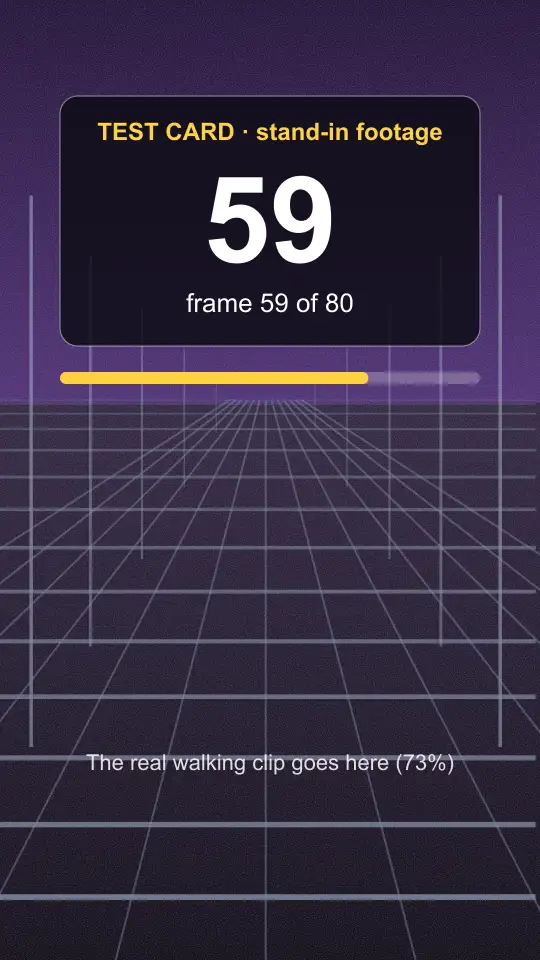 TEST CARD · stand-in footage
59
frame 59 of 80
The real walking clip goes here (73%)